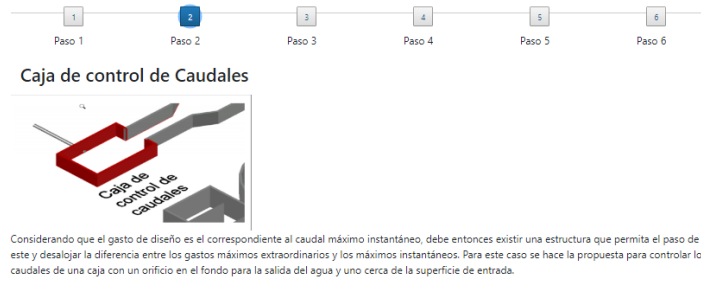 1 2 3 4 5 6
Paso 1 Paso 2 Paso 3 Paso 4 Paso 5 Paso 6
Caja de control de Caudales
Caja de
control de
caudales
Considerando que el gasto de diseño es el correspondiente al caudal máximo instantáneo, debe entonces existir una estructura que permita el paso de
este y desalojar la diferencia entre los gastos máximos extraordinarios y los máximos instantáneos. Para este caso se hace la propuesta para controlar lo
caudales de una caja con un orificio en el fondo para la salida del agua y uno cerca de la superficie de entrada.